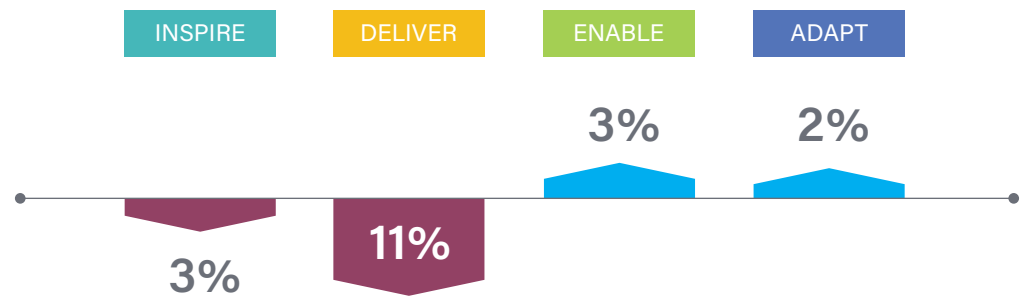 INSPIRE
DELIVER
ENABLE
ADAPT
3%
2%
11%
3%